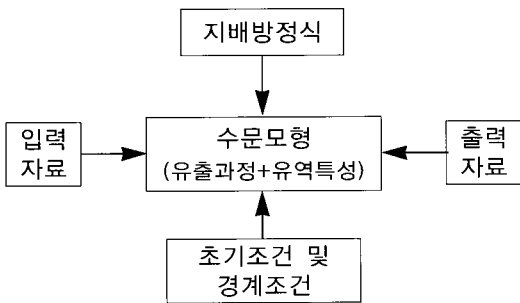 지배방정식
입력
자료
수문모형
(유출과정+유역특성)
출력
자료
초기조건 및
경계조건